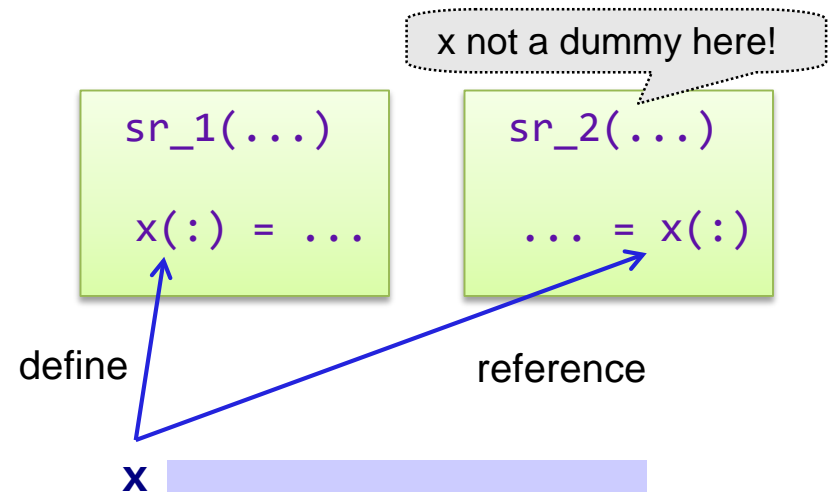 x not a dummy here!
sr_1(...)
x(:) = ...
sr_2(...)
... = x(:)
define
reference
x